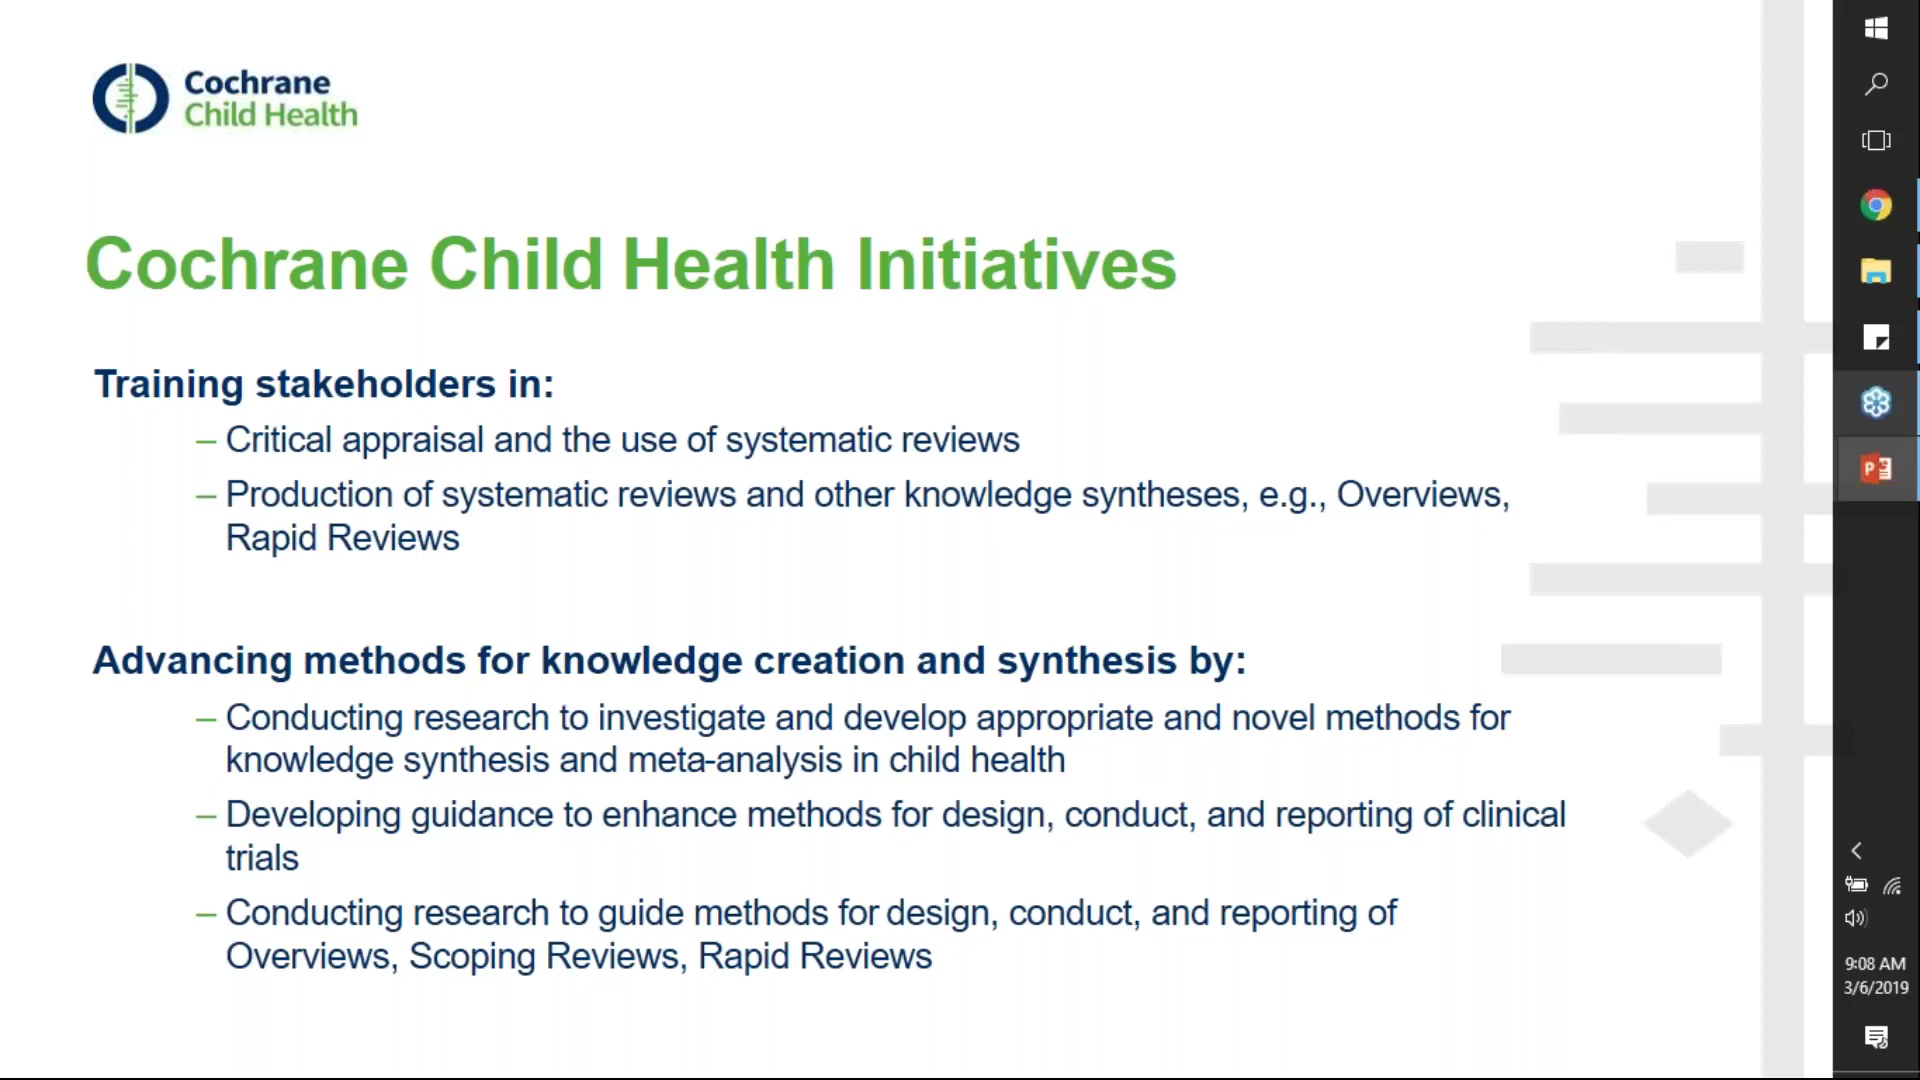 Cochrane
Child Health
Cochrane Child Health Initiatives
Training stakeholders in:
– Critical appraisal and the use of systematic reviews
– Production of systematic reviews and other knowledge syntheses, e.g., Overviews,
Rapid Reviews
Advancing methods for knowledge creation and synthesis by:
– Conducting research to investigate and develop appropriate and novel methods for
knowledge synthesis and meta-analysis in child health
– Developing guidance to enhance methods for design, conduct, and reporting of clinical
trials
– Conducting research to guide methods for design, conduct, and reporting of
Overviews, Scoping Reviews, Rapid Reviews
9:08 AM
3/6/2019